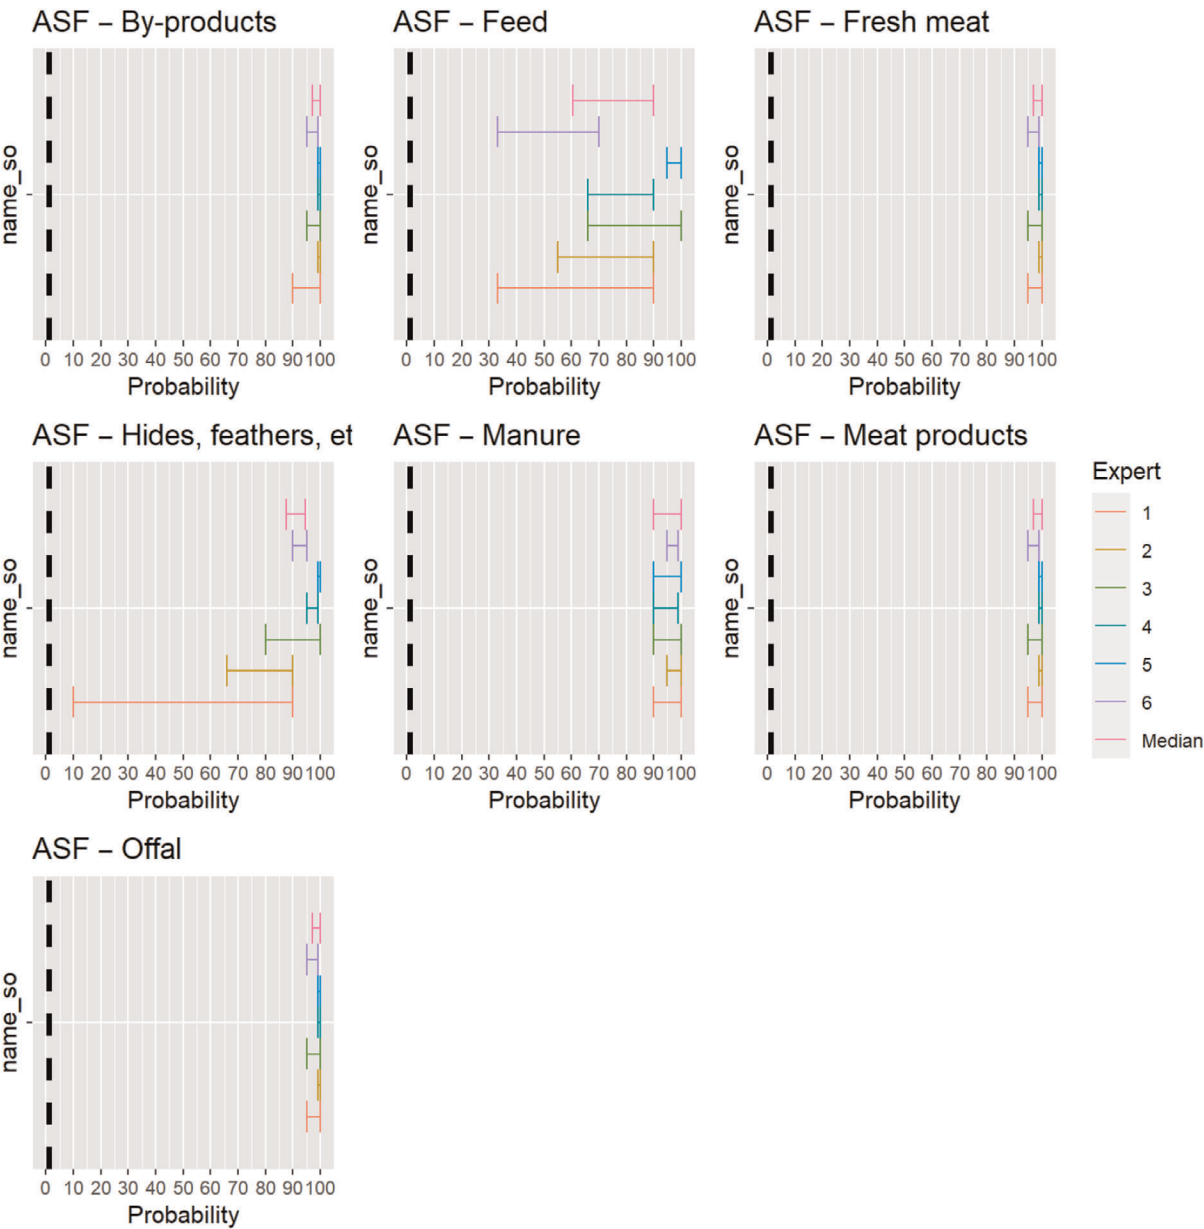 ASF – By-products
ASF – Feed
ASF – Fresh meat
name_so
name_so
name_so
0 10 20 30 40 50 60 70 80 90 100
0 10 20 30 40 50 60 70 80 90 100
0 10 20 30 40 50 60 70 80 90 100
Probability
Probability
Probability
ASF – Hides, feathers, et
ASF – Manure
ASF – Meat products
name_so
name_so
name_so
Expert
1
2
3
4
5
6
Median
0 10 20 30 40 50 60 70 80 90 100
0 10 20 30 40 50 60 70 80 90 100
0 10 20 30 40 50 60 70 80 90 100
Probability
Probability
Probability
ASF – Offal
name_so
0 10 20 30 40 50 60 70 80 90 100
Probability